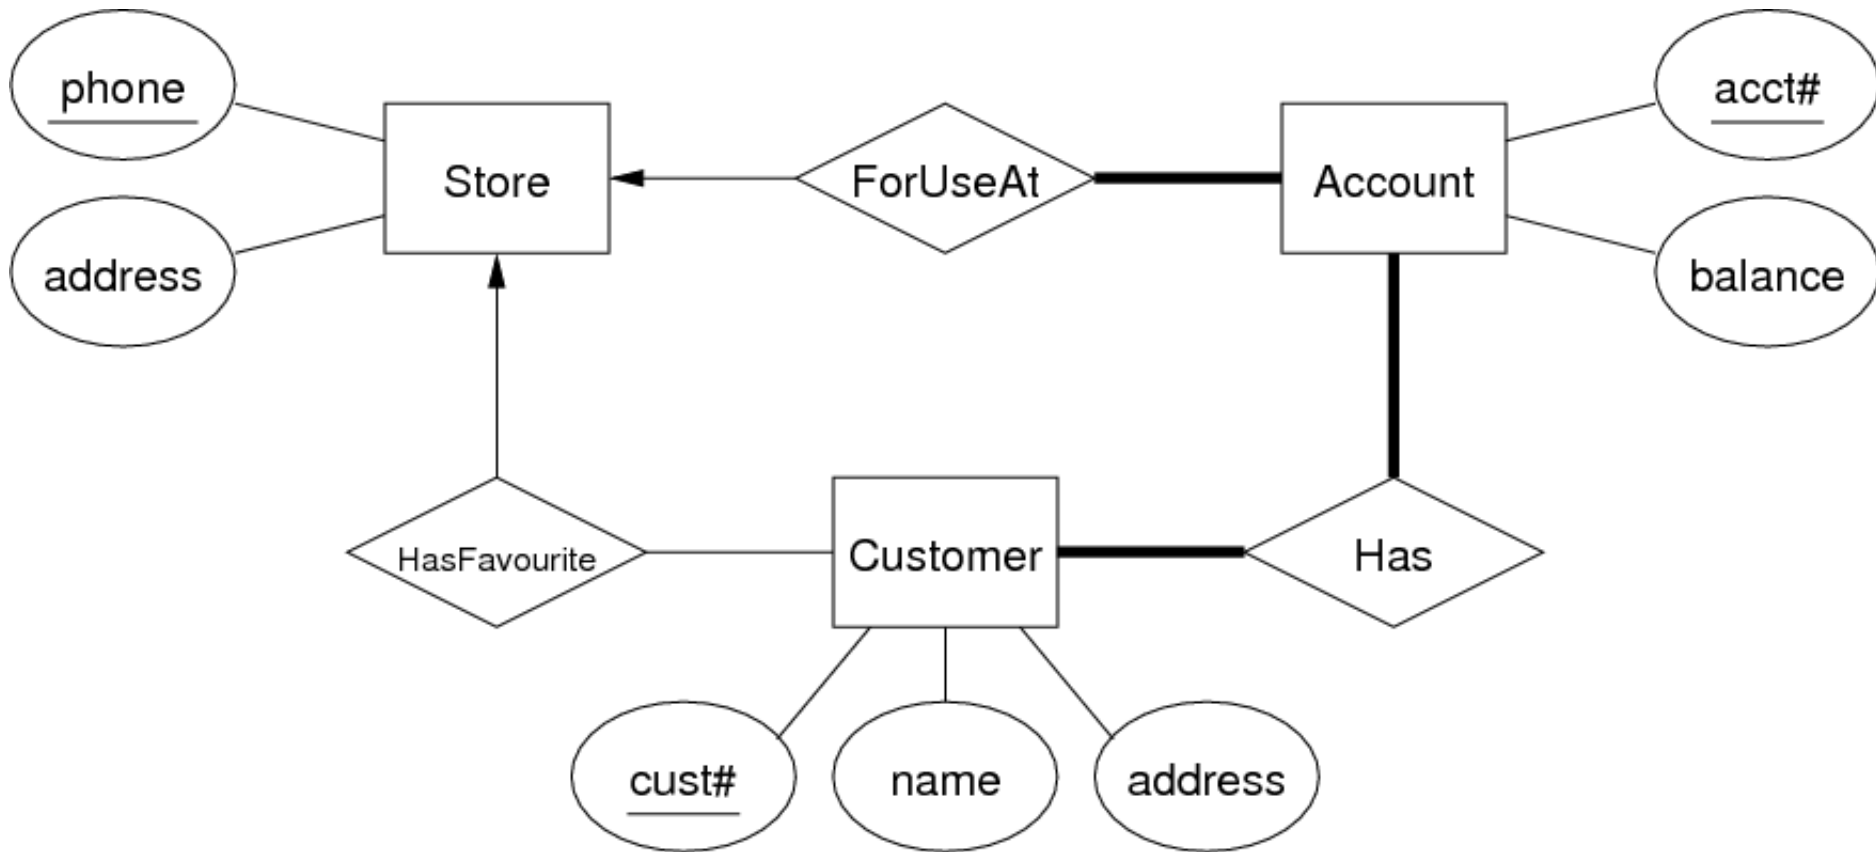 phone
acct#
Store
ForUseAt
Account
address
balance
HasFavourite
Customer
Has
cust#
name
address